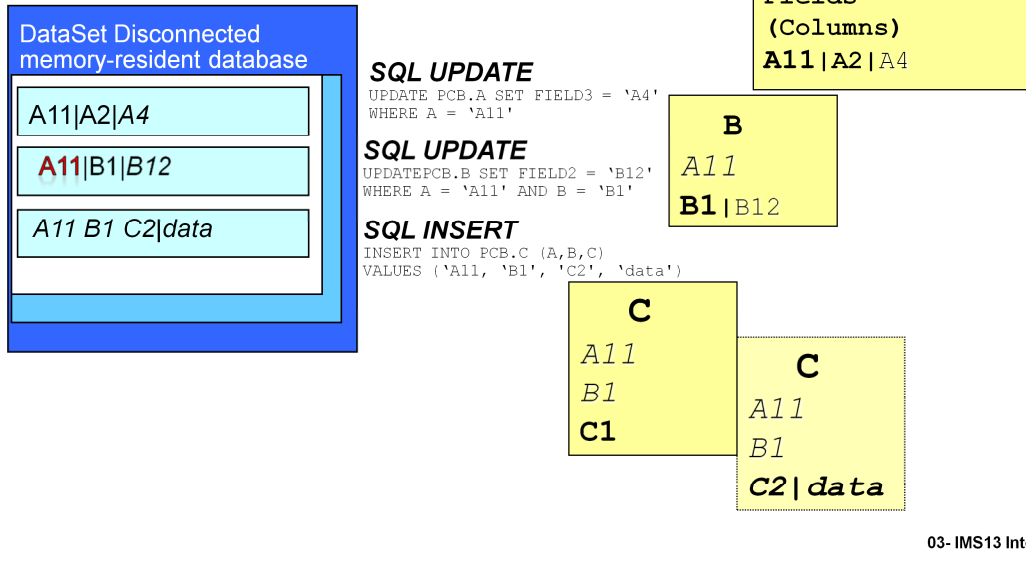 DataSet Disconnected
memory-resident database
A11|A2|A4
A11|B1|B12
A11 B1 C2|data
SQL UPDATE
UPDATE PCB.A SET FIELD3 = ‘A4'
WHERE A = ‘A11'
SQL UPDATE
UPDATEPCB.B SET FIELD2 = ‘B12'
WHERE A = ‘A11' AND B = ‘B1'
SQL INSERT
INSERT INTO PCB.C (A,B,C)
VALUES (‘A11, ‘B1', 'C2', ‘data')
Fields
(Columns)
A11|A2|A4
B
A11
B1|B12
C
A11
B1
C1
C
A11
B1
C2|data
03- IMS13